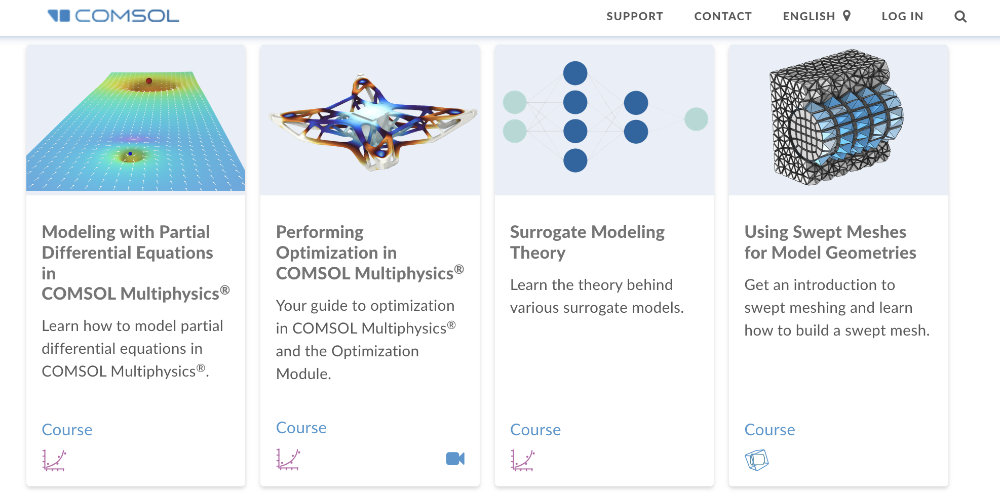 COMSOL
SUPPORT CONTACT ENGLISH LOG IN
Modeling with Partial
Differential Equations
in
COMSOL Multiphysics®
Learn how to model partial
differential equations in
COMSOL Multiphysics®.
Course
Performing
Optimization in
COMSOL Multiphysics®
Your guide to optimization
in COMSOL Multiphysics®
and the Optimization
Module.
Course
Surrogate Modeling
Theory
Learn the theory behind
various surrogate models.
Course
Using Swept Meshes
for Model Geometries
Get an introduction to
swept meshing and learn
how to build a swept mesh.
Course